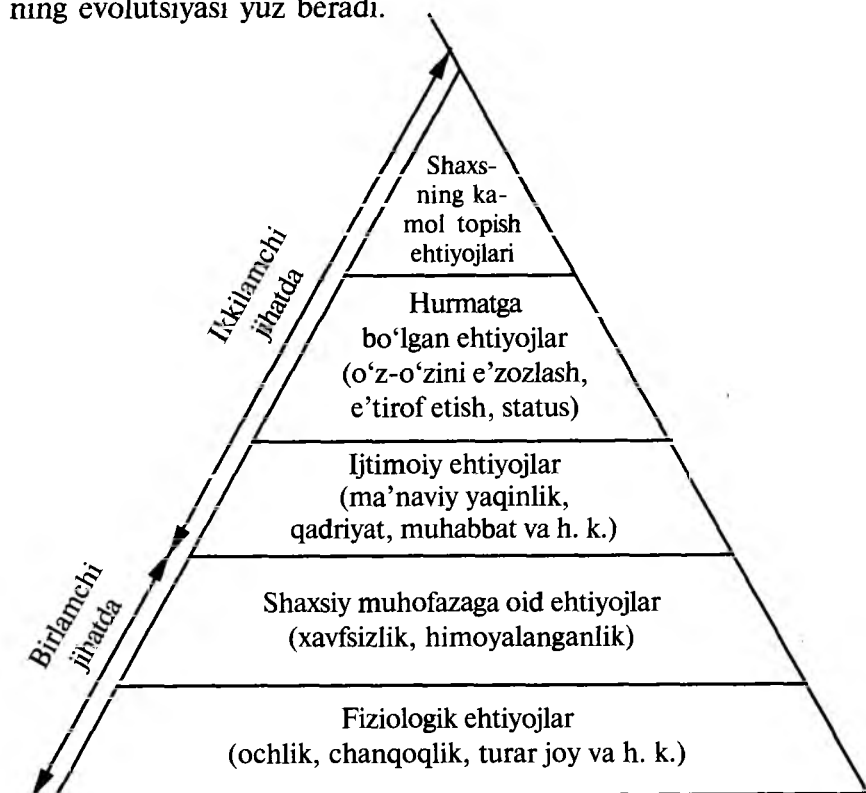 ning evolutsiyasi yuz beradi.
Shaxs-
ning ka-
mol topish
ehtiyojlari
Ikkilamchi
jihatda
Hurmatga
bo‘lgan ehtiyojlar
(o‘z-o‘zini e’zozlash,
e’tirof etish, status)
Ijtimoiy ehtiyojlar
(ma’naviy yaqinlik,
qadriyat, muhabbat va h. k.)
Birlamchi
jihatda
Shaxsiy muhofazaga oid ehtiyojlar
(xavfsizlik, himoyalanganlik)
Fiziologik ehtiyojlar
(ochlik, chanqoqlik, turar joy va h. k.)